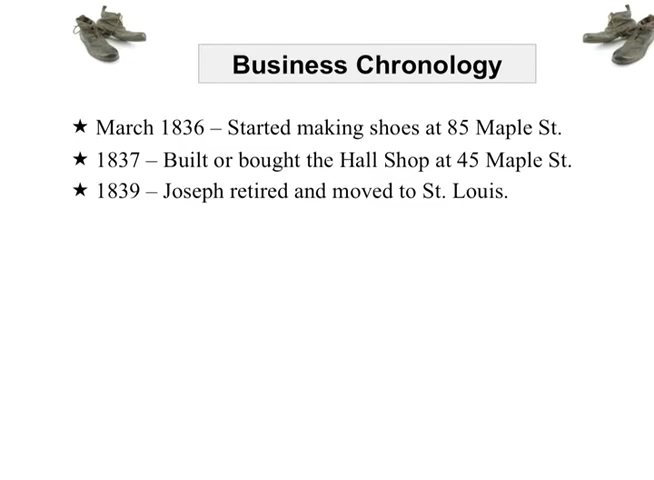 Business Chronology
★ March 1836 – Started making shoes at 85 Maple St.
★ 1837 – Built or bought the Hall Shop at 45 Maple St.
★ 1839 – Joseph retired and moved to St. Louis.